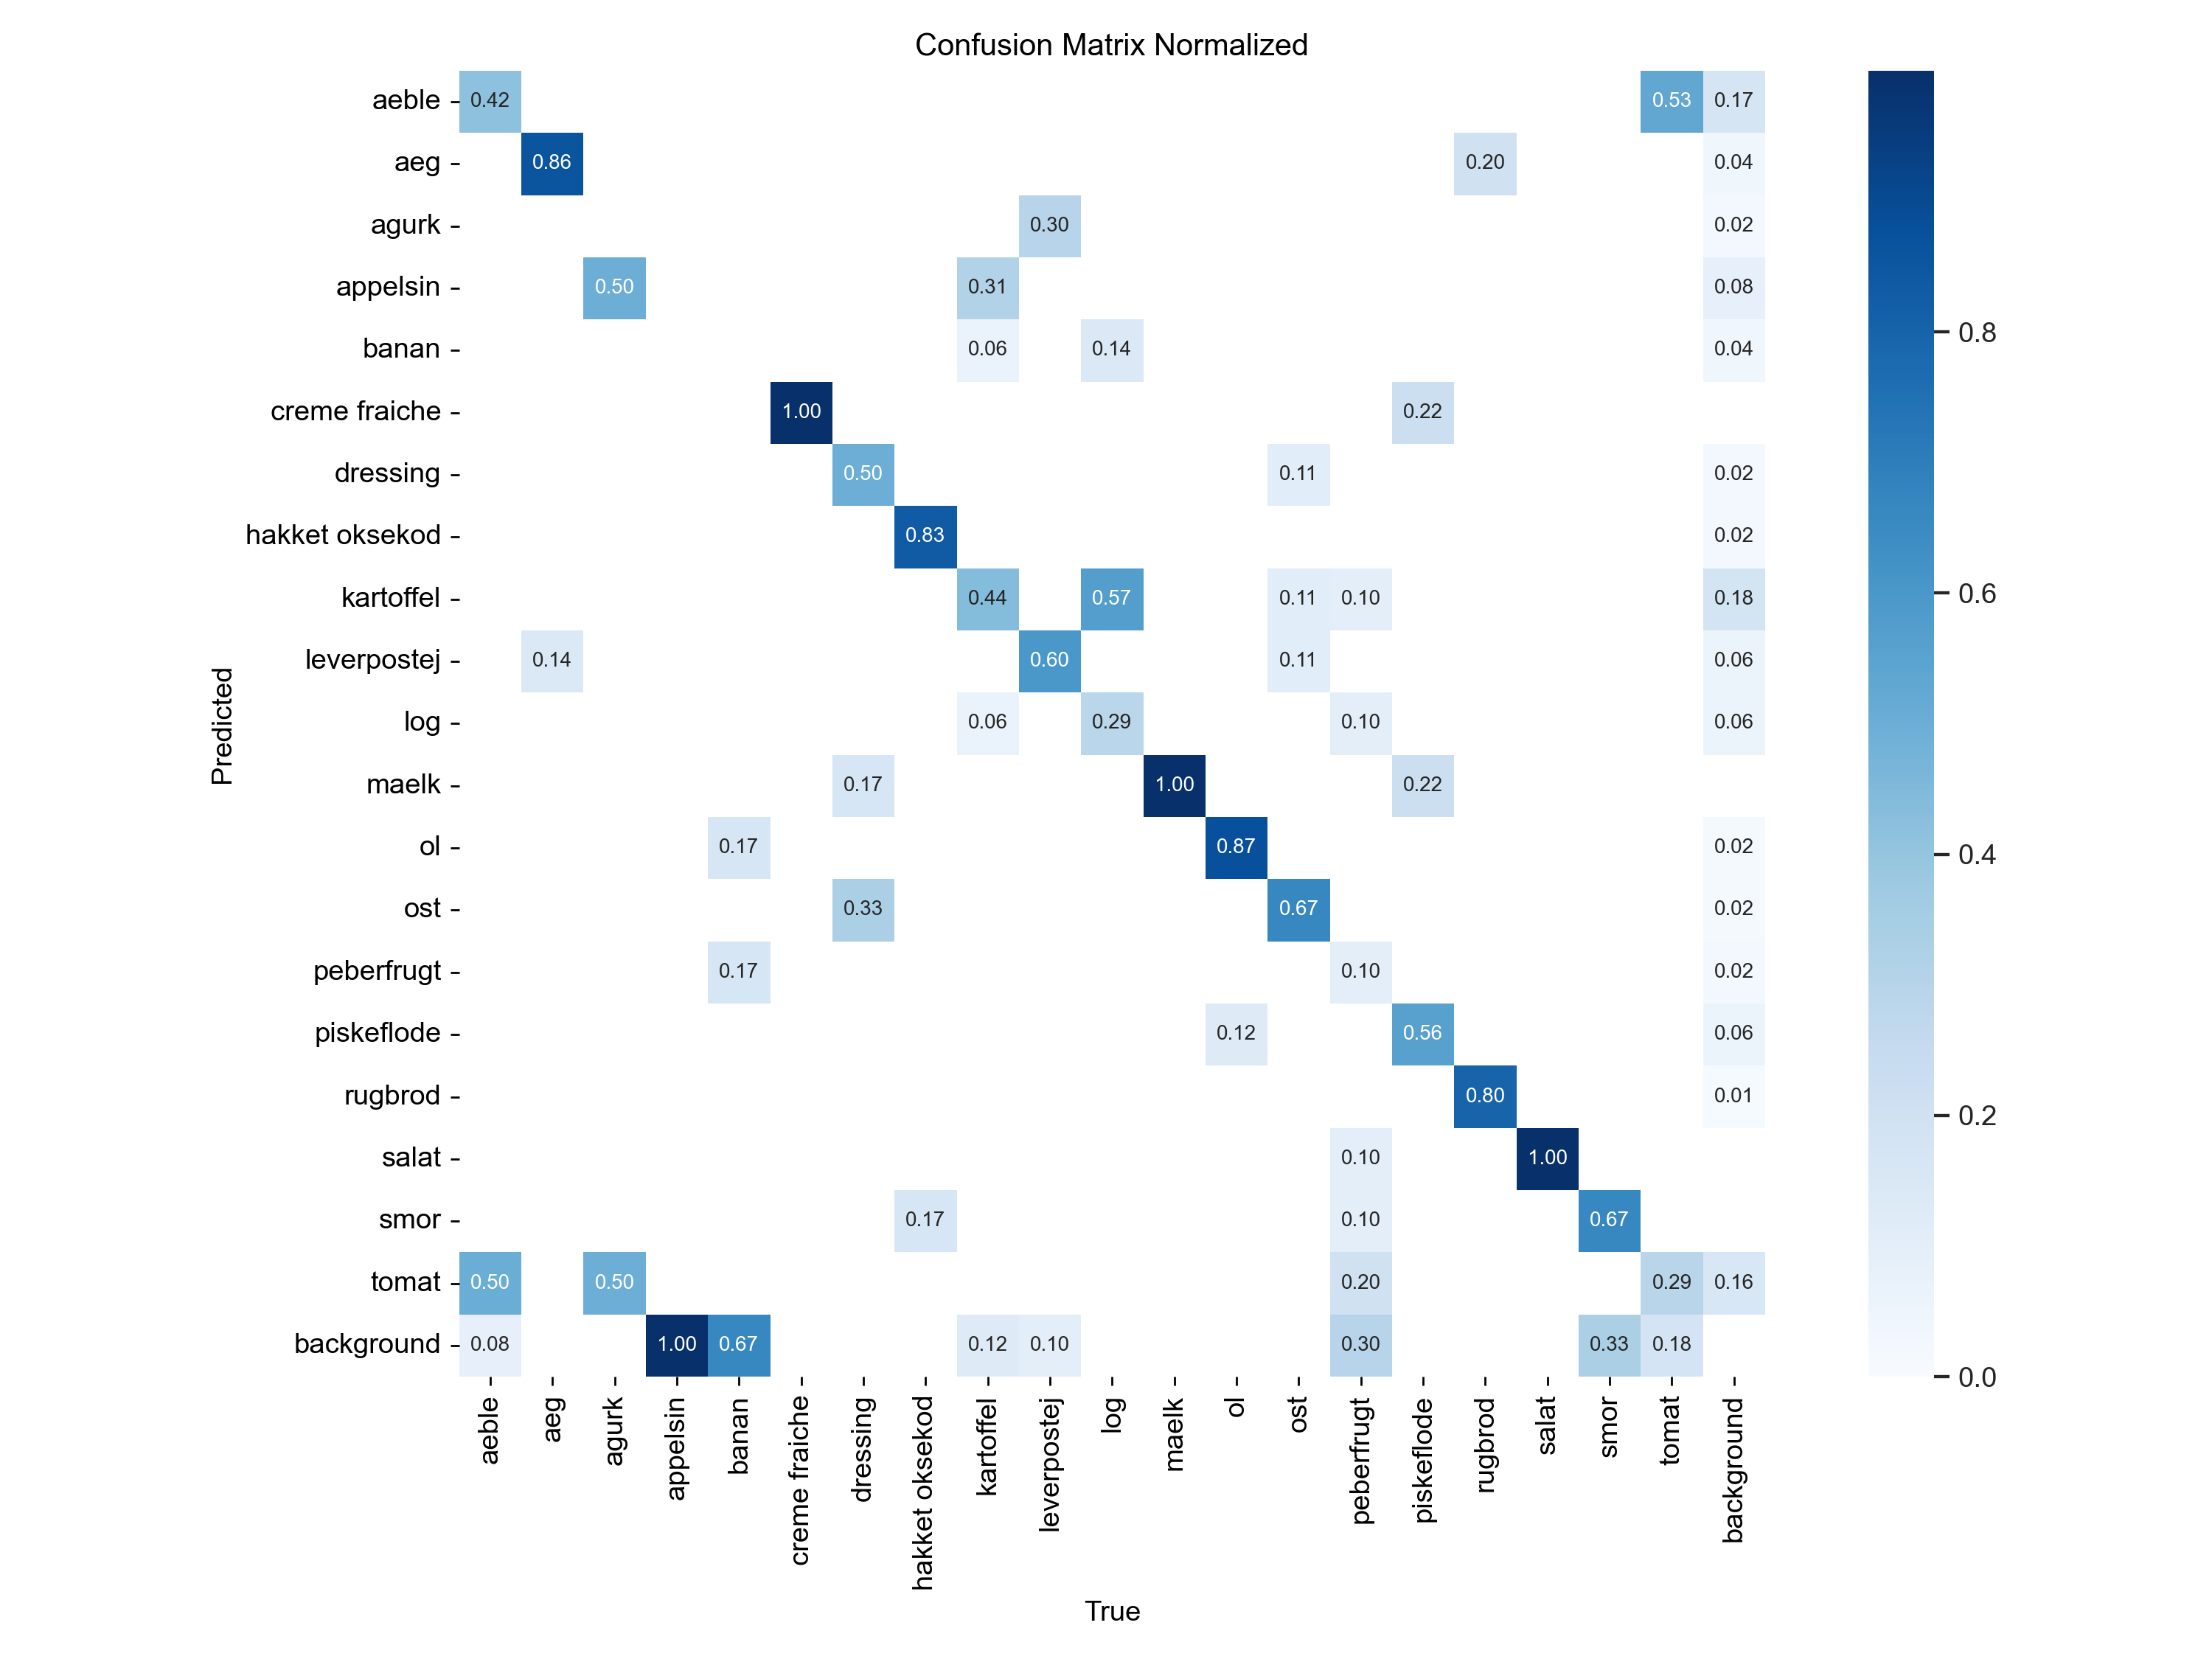 Confusion Matrix Normalized
aeble 0.42 0.53 0.17
aeg 0.86 0.20 0.04
agurk 0.30 0.02
appelsin 0.50 0.31 0.08
banan 0.06 0.14 0.04
creme fraiche 1.00 0.22
dressing 0.50 0.11 0.02
hakket oksekod 0.83 0.02
kartoffel 0.44 0.57 0.11 0.10 0.18
leverpostej 0.14 0.60 0.11 0.06
log 0.06 0.29 0.10 0.06
maelk 0.17 1.00 0.22
ol 0.17 0.87 0.02
ost 0.33 0.67 0.02
peberfrugt 0.17 0.10 0.02
piskeflode 0.12 0.56 0.06
rugbrod 0.80 0.01
salat 0.10 1.00
smor 0.17 0.10 0.67
tomat 0.50 0.50 0.20 0.29 0.16
background 0.08 1.00 0.67 0.12 0.10 0.30 0.33 0.18
Predicted
aeble
aeg
agurk
appelsin
banan
creme fraiche
dressing
hakket oksekod
kartoffel
leverpostej
log
maelk
ol
ost
peberfrugt
piskeflode
rugbrod
salat
smor
tomat
background
True
0.8
0.6
0.4
0.2
0.0